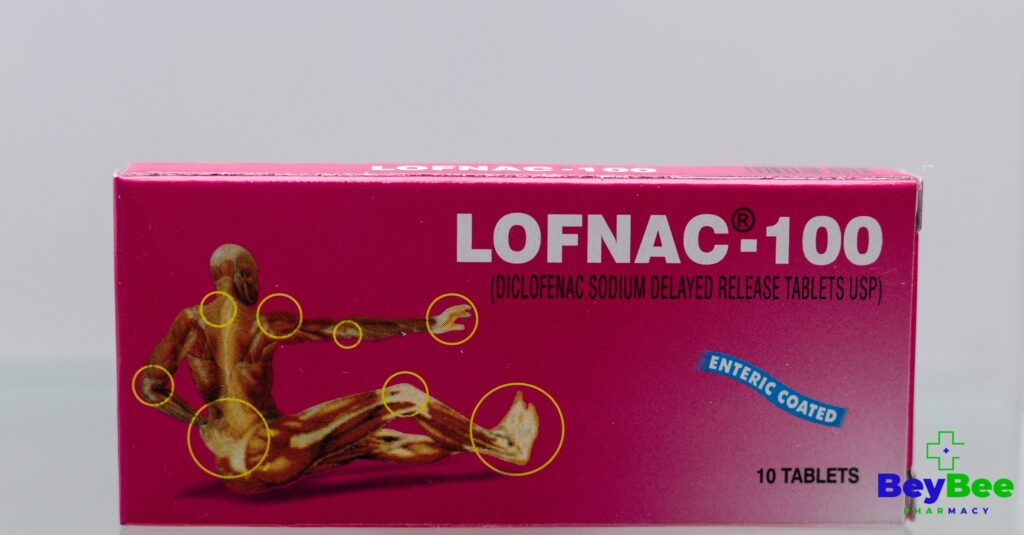 LOFNAC-100
LOFNAC®-100
(DICLOFENAC SODIUM DELAYED RELEASE TABLETS USP)
ENTERIC COATED
10 TABLETS
BeyBee
PHARMACY